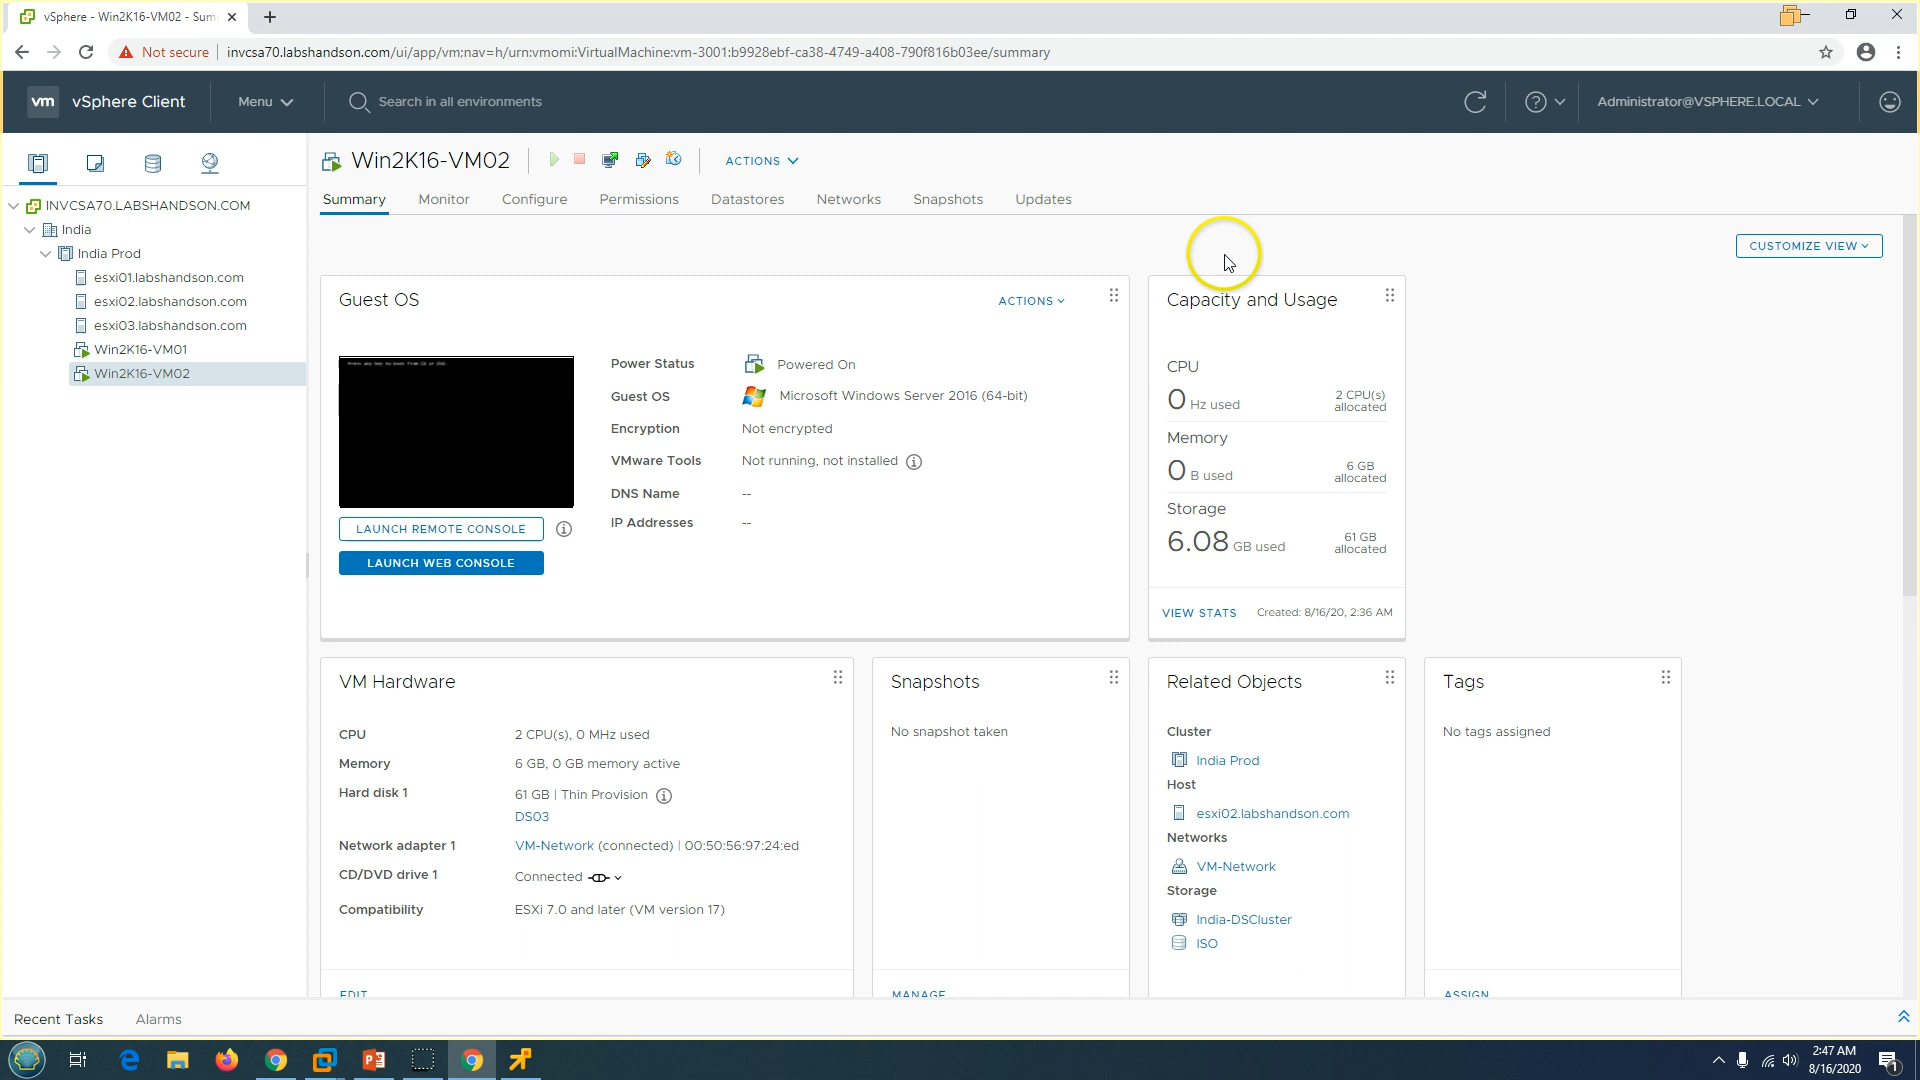 vSphere - Win2K16-VM02 - Sum
Not secure
invcsa70.labshandson.com/ui/app/vm;nav=h/urn:vmomi:VirtualMachine:vm-3001:b9928ebf-ca38-4749-a408-790f816b03ee/summary
vm vSphere Client
Menu
Search in all environments
Administrator@VSPHERE.LOCAL
INVCSA70.LABSHANDSON.COM
India
India Prod
esxi01.labshandson.com
esxi02.labshandson.com
esxi03.labshandson.com
Win2K16-VM01
Win2K16-VM02
Win2K16-VM02
ACTIONS
Summary Monitor Configure Permissions Datastores Networks Snapshots Updates
CUSTOMIZE VIEW
Guest OS
ACTIONS
Press any key to boot from CD or DVD.
LAUNCH REMOTE CONSOLE
LAUNCH WEB CONSOLE
Power Status Powered On
Guest OS Microsoft Windows Server 2016 (64-bit)
Encryption Not encrypted
VMware Tools Not running, not installed
DNS Name --
IP Addresses --
Capacity and Usage
CPU
0 Hz used 2 CPU(s) allocated
Memory
0 B used 6 GB allocated
Storage
6.08 GB used 61 GB allocated
VIEW STATS Created: 8/16/20, 2:36 AM
VM Hardware
CPU 2 CPU(s), 0 MHz used
Memory 6 GB, 0 GB memory active
Hard disk 1 61 GB | Thin Provision
DS03
Network adapter 1 VM-Network (connected) | 00:50:56:97:24:ed
CD/DVD drive 1 Connected
Compatibility ESXi 7.0 and later (VM version 17)
EDIT
Snapshots
No snapshot taken
MANAGE
Related Objects
Cluster
India Prod
Host
esxi02.labshandson.com
Networks
VM-Network
Storage
India-DSCluster
ISO
Tags
No tags assigned
ASSIGN
Recent Tasks Alarms
2:47 AM
8/16/2020
1